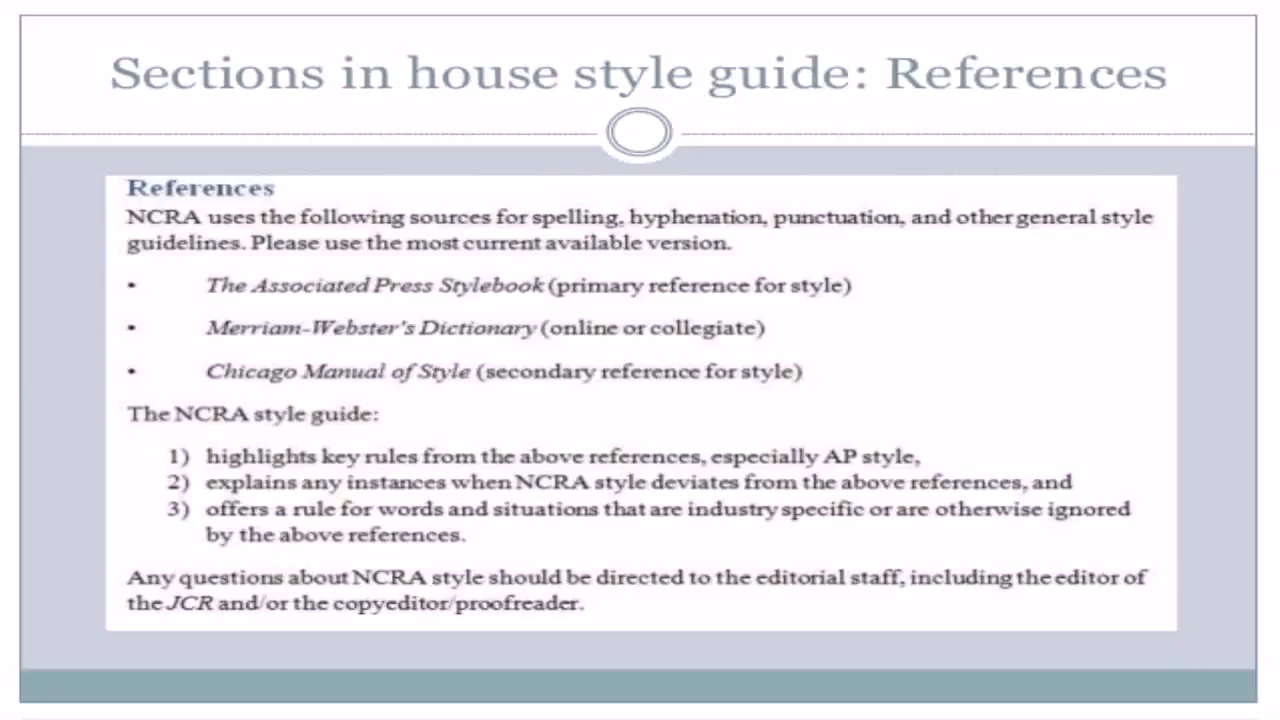 Sections in house style guide: References
References
NCRA uses the following sources for spelling, hyphenation, punctuation, and other general style
guidelines. Please use the most current available version.
• The Associated Press Stylebook (primary reference for style)
• Merriam-Webster's Dictionary (online or collegiate)
• Chicago Manual of Style (secondary reference for style)
The NCRA style guide:
1) highlights key rules from the above references, especially AP style,
2) explains any instances when NCRA style deviates from the above references, and
3) offers a rule for words and situations that are industry specific or are otherwise ignored
by the above references.
Any questions about NCRA style should be directed to the editorial staff, including the editor of
the JCR and/or the copyeditor/proofreader.